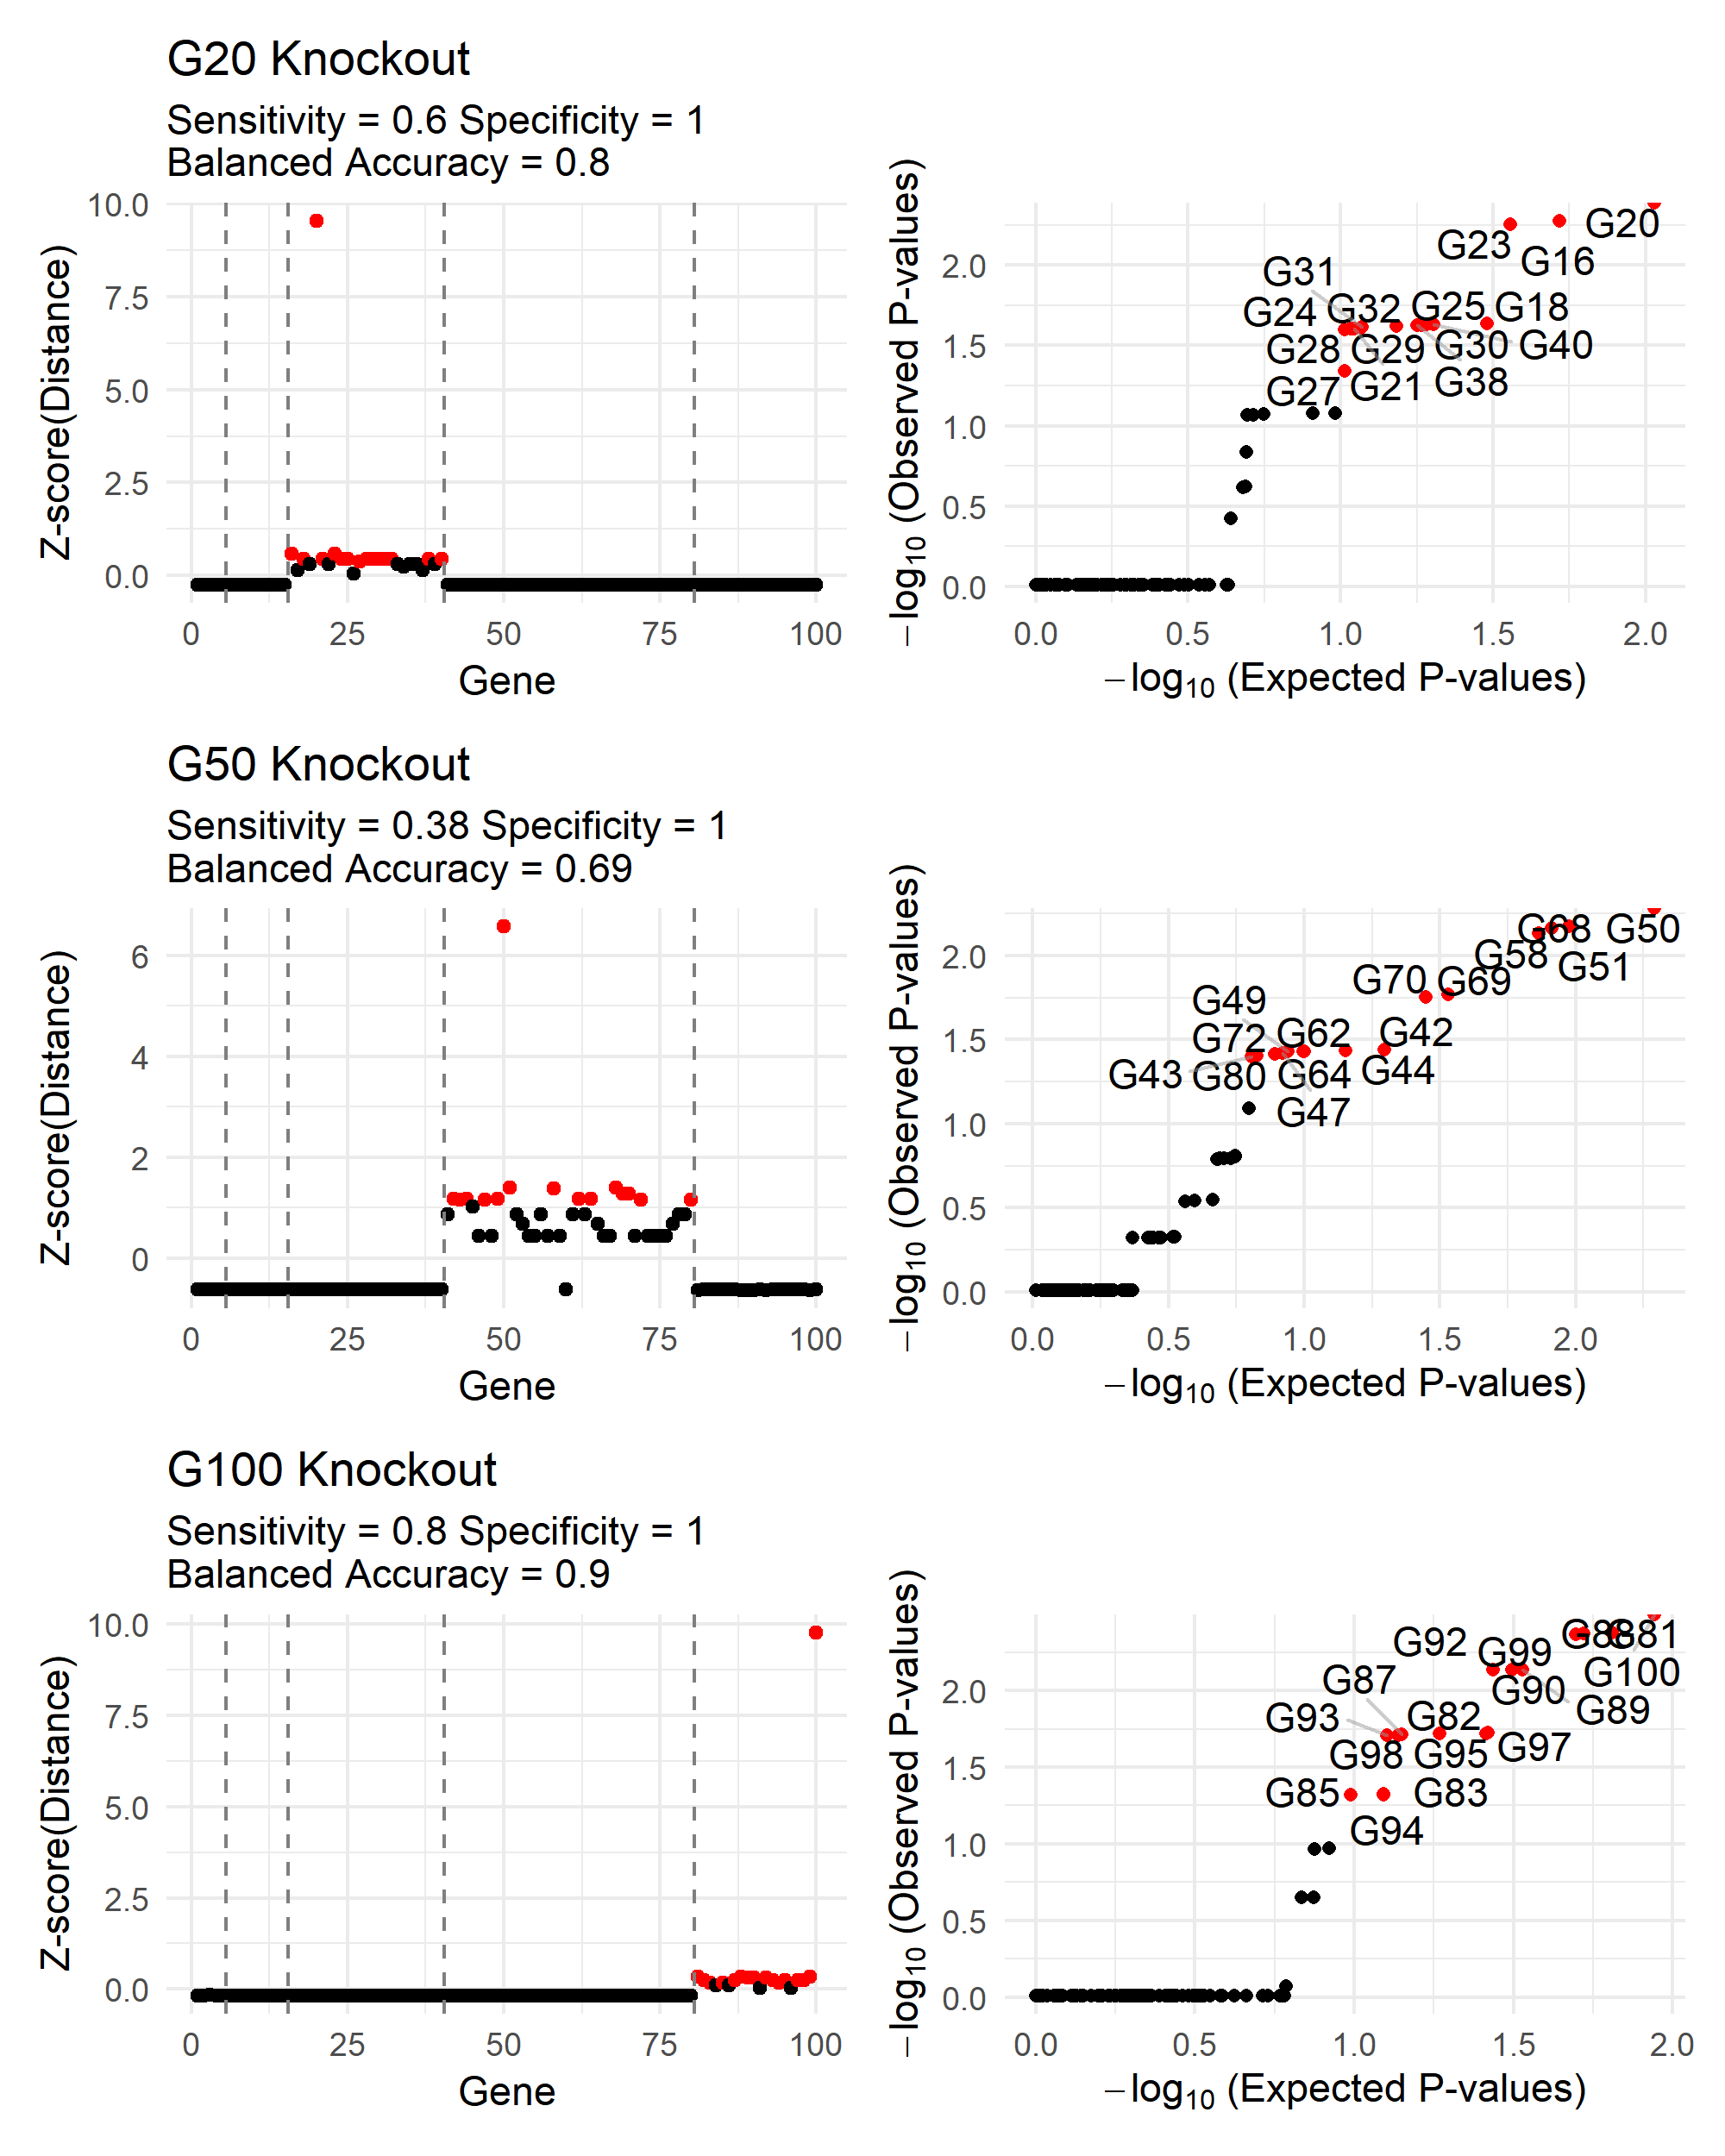 G20 Knockout
Sensitivity = 0.6 Specificity = 1
Balanced Accuracy = 0.8
10.0
7.5
5.0
2.5
0.0
Z-score(Distance)
0 25 50 75 100
Gene
2.0
1.5
1.0
0.5
0.0
−log10 (Observed P-values)
G20
G23
G16
G31
G24 G32 G25 G18
G28 G29 G30 G40
G27 G21 G38
0.0 0.5 1.0 1.5 2.0
−log10 (Expected P-values)
G50 Knockout
Sensitivity = 0.38 Specificity = 1
Balanced Accuracy = 0.69
6
4
2
0
Z-score(Distance)
0 25 50 75 100
Gene
2.0
1.5
1.0
0.5
0.0
−log10 (Observed P-values)
G68 G50
G58 G51
G70 G69
G49
G72 G62 G42
G43 G80 G64 G44
G47
0.0 0.5 1.0 1.5 2.0
−log10 (Expected P-values)
G100 Knockout
Sensitivity = 0.8 Specificity = 1
Balanced Accuracy = 0.9
10.0
7.5
5.0
2.5
0.0
Z-score(Distance)
0 25 50 75 100
Gene
2.0
1.5
1.0
0.5
0.0
−log10 (Observed P-values)
G81
G92 G99
G87 G100
G90
G93 G82 G89
G98 G95 G97
G85 G83
G94
0.0 0.5 1.0 1.5 2.0
−log10 (Expected P-values)